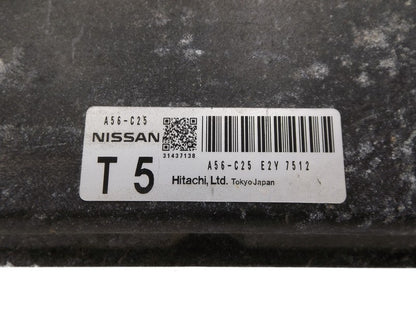 A56-C25
NISSAN
31437138
A56-C25 E2Y 7512
T 5
Hitachi, Ltd. Tokyo Japan